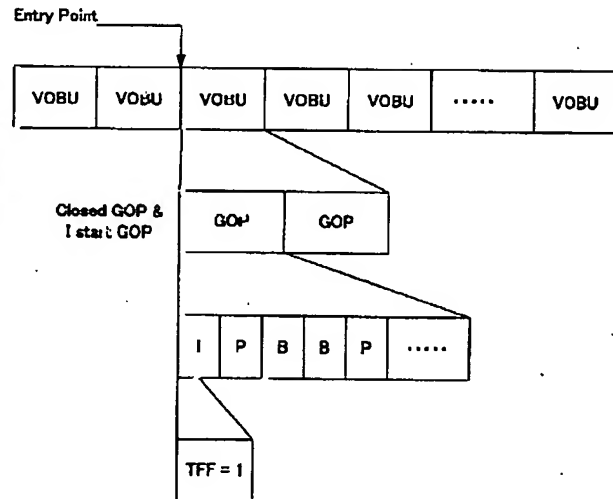 Entry Point
VOBU VOBU VOBU VOBU VOBU ..... VOBU
Closed GOP &
I start GOP
GOP GOP
I P B B P .....
TFF = 1